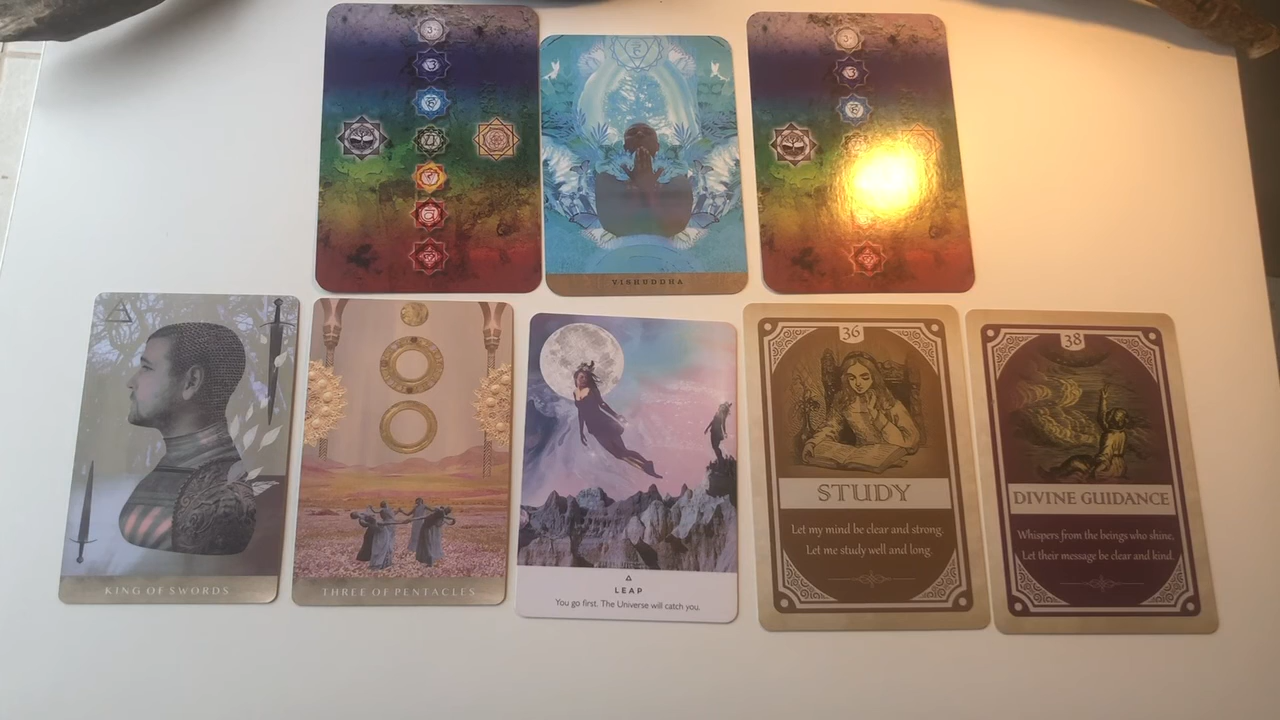 VISHUDDHA
KING OF SWORDS
THREE OF PENTACLES
LEAP
You go first. The Universe will catch you.
36
STUDY
Let my mind be clear and strong.
Let me study well and long.
38
DIVINE GUIDANCE
Whispers from the beings who shine,
Let their message be clear and kind.